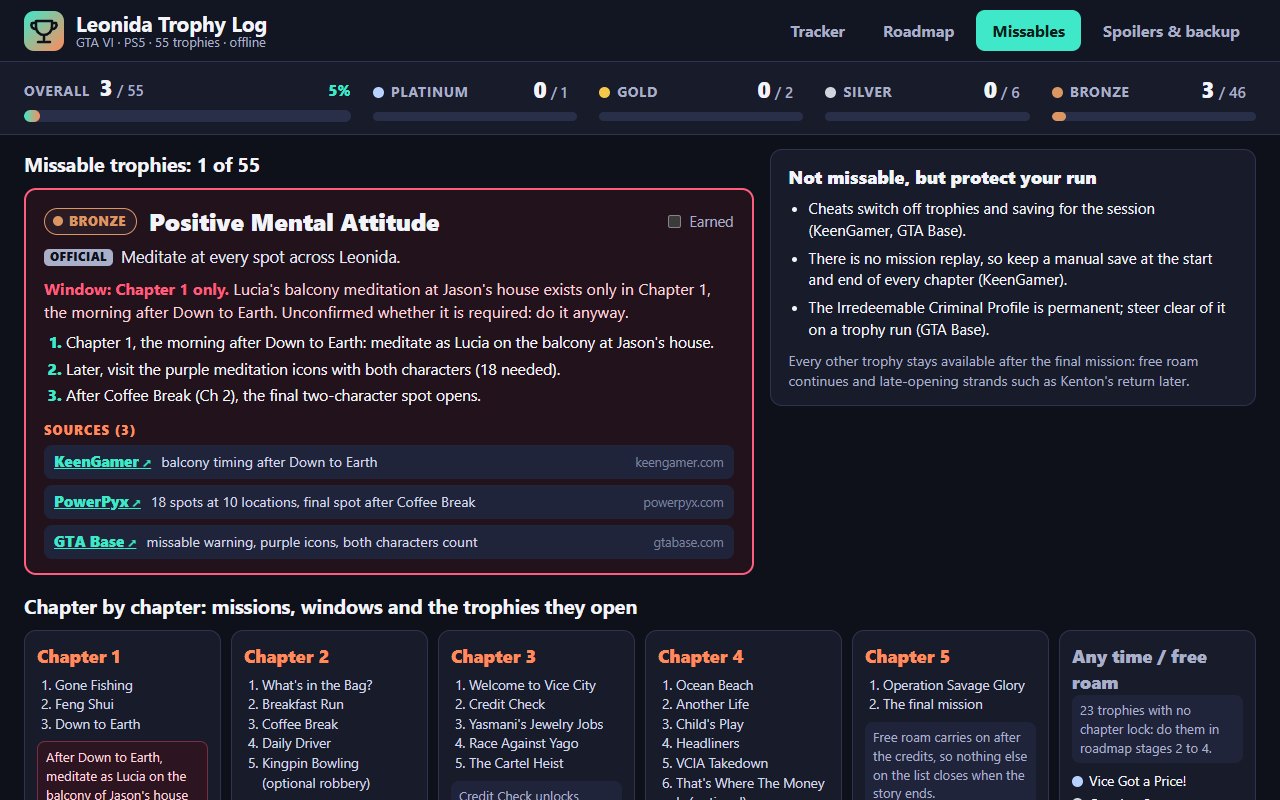 Leonida Trophy Log
GTA VI · PS5 · 55 trophies · offline
Tracker
Roadmap
Missables
Spoilers & backup
OVERALL 3 / 55 5%
PLATINUM 0 / 1
GOLD 0 / 2
SILVER 0 / 6
BRONZE 3 / 46
Missable trophies: 1 of 55
BRONZE Positive Mental Attitude Earned
OFFICIAL Meditate at every spot across Leonida.
Window: Chapter 1 only. Lucia's balcony meditation at Jason's house exists only in Chapter 1,
the morning after Down to Earth. Unconfirmed whether it is required: do it anyway.
1. Chapter 1, the morning after Down to Earth: meditate as Lucia on the balcony at Jason's house.
2. Later, visit the purple meditation icons with both characters (18 needed).
3. After Coffee Break (Ch 2), the final two-character spot opens.
SOURCES (3)
KeenGamer ↗ balcony timing after Down to Earth keengamer.com
PowerPyx ↗ 18 spots at 10 locations, final spot after Coffee Break powerpyx.com
GTA Base ↗ missable warning, purple icons, both characters count gtabase.com
Not missable, but protect your run
• Cheats switch off trophies and saving for the session
(KeenGamer, GTA Base).
• There is no mission replay, so keep a manual save at the start
and end of every chapter (KeenGamer).
• The Irredeemable Criminal Profile is permanent; steer clear of it
on a trophy run (GTA Base).
Every other trophy stays available after the final mission: free roam
continues and late-opening strands such as Kenton's return later.
Chapter by chapter: missions, windows and the trophies they open
Chapter 1
1. Gone Fishing
2. Feng Shui
3. Down to Earth
After Down to Earth,
meditate as Lucia on the
balcony of Jason's house
Chapter 2
1. What's in the Bag?
2. Breakfast Run
3. Coffee Break
4. Daily Driver
5. Kingpin Bowling
(optional robbery)
Chapter 3
1. Welcome to Vice City
2. Credit Check
3. Yasmani's Jewelry Jobs
4. Race Against Yago
5. The Cartel Heist
Credit Check unlocks
Chapter 4
1. Ocean Beach
2. Another Life
3. Child's Play
4. Headliners
5. VCIA Takedown
6. That's Where The Money
Chapter 5
1. Operation Savage Glory
2. The final mission
Free roam carries on after
the credits, so nothing else
on the list closes when the
story ends.
Any time / free
roam
23 trophies with no
chapter lock: do them in
roadmap stages 2 to 4.
Vice Got a Price!